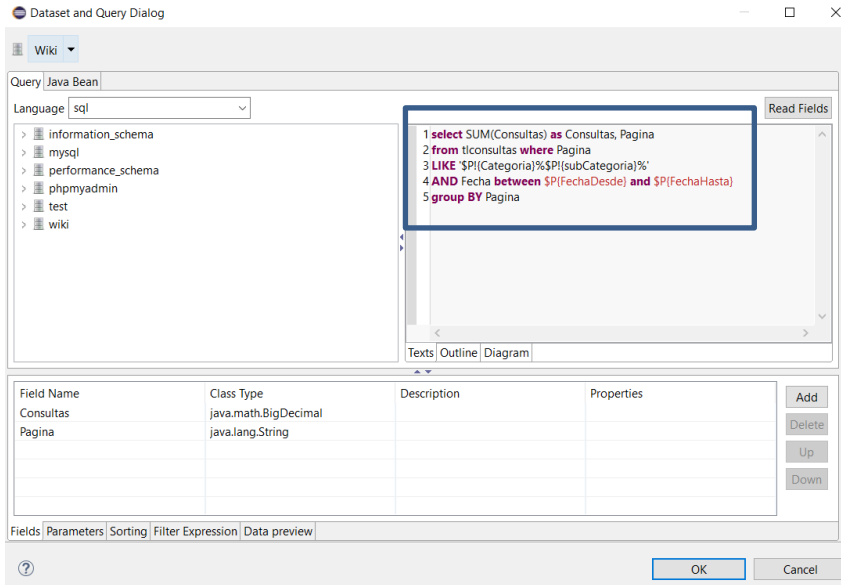 Dataset and Query Dialog
Wiki
Query Java Bean
Language sql Read Fields
information_schema
mysql
performance_schema
phpmyadmin
test
wiki
1 select SUM(Consultas) as Consultas, Pagina
2 from tlconsultas where Pagina
3 LIKE '$P!{Categoria}%$P!{subCategoria}%'
4 AND Fecha between $P{FechaDesde} and $P{FechaHasta}
5 group BY Pagina
Texts Outline Diagram
Field Name Class Type Description Properties
Consultas java.math.BigDecimal
Pagina java.lang.String
Add
Delete
Up
Down
Fields Parameters Sorting Filter Expression Data preview
? OK Cancel